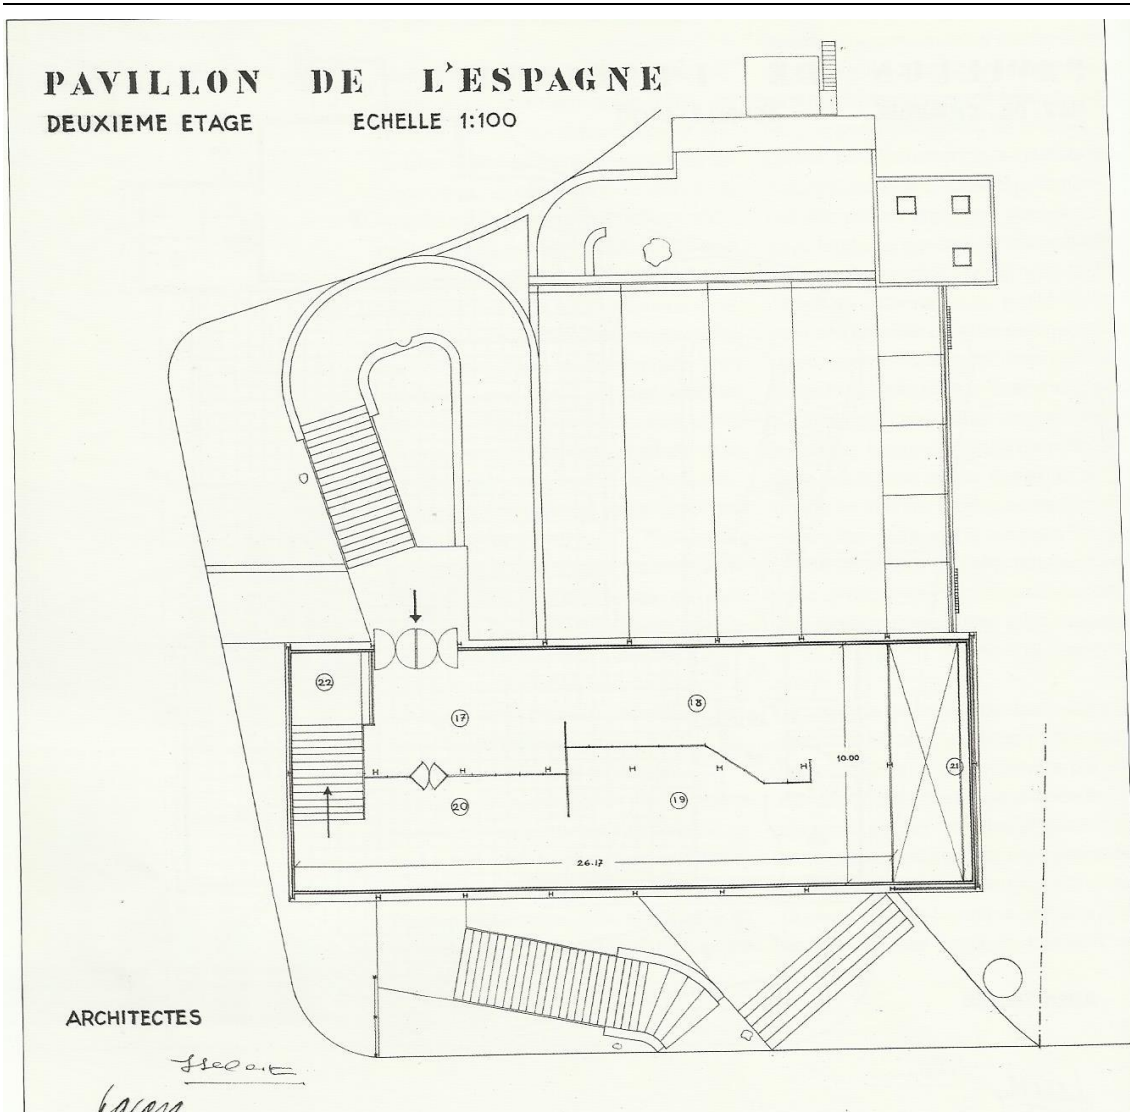 PAVILLON DE L'ESPAGNE
DEUXIEME ETAGE ECHELLE 1:100
22
17
18
10.00
21
20
19
26.17
ARCHITECTES